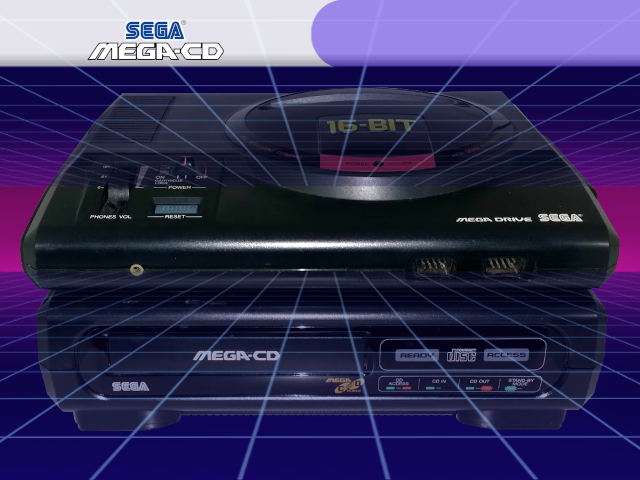 SEGA®
MEGA-CD
16-BIT
ON
OFF
POWER
PHONES VOL
RESET
MEGA DRIVE SEGA
MEGA-CD
READY
DISC
ACCESS
CD ACCESS
CD IN
CD OUT
STAND-BY MODE
SEGA
MEGA